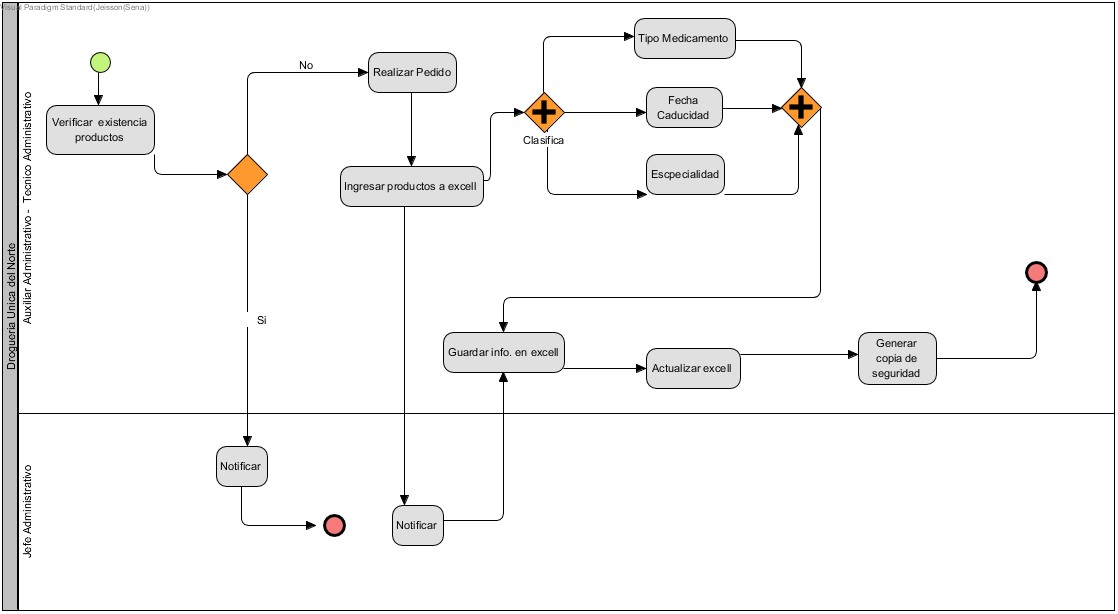 Visual Paradigm Standard(Jeisson(Sena))
Droguería Unica del Norte
Auxiliar Administrativo - Tecnico Administrativo
Verificar existencia
productos
No
Realizar Pedido
Ingresar productos a excell
Clasifica
Tipo Medicamento
Fecha
Caducidad
Escpecialidad
Si
Guardar info. en excell
Actualizar excell
Generar
copia de
seguridad
Jefe Administrativo
Notificar
Notificar